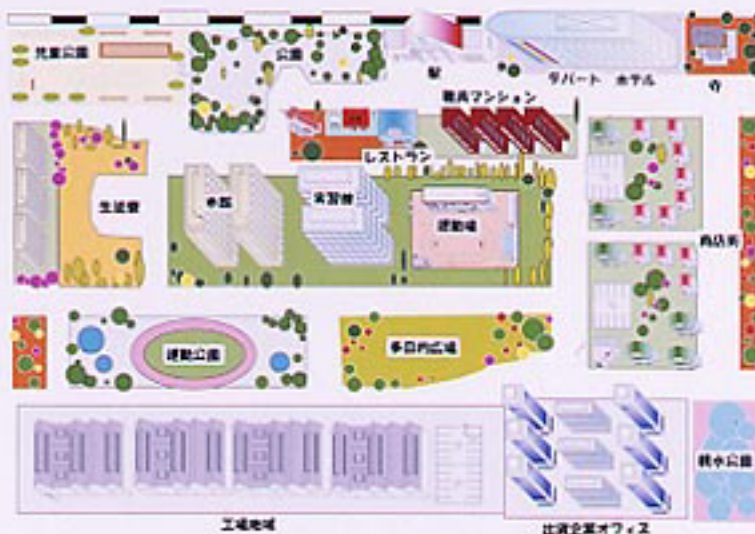 児童公園
公園
駅
デパート ホテル
寺
職員マンション
レストラン
生徒寮
本館
実習棟
運動場
商店街
運動公園
多目的広場
親水公園
工場地域
出資企業オフィス